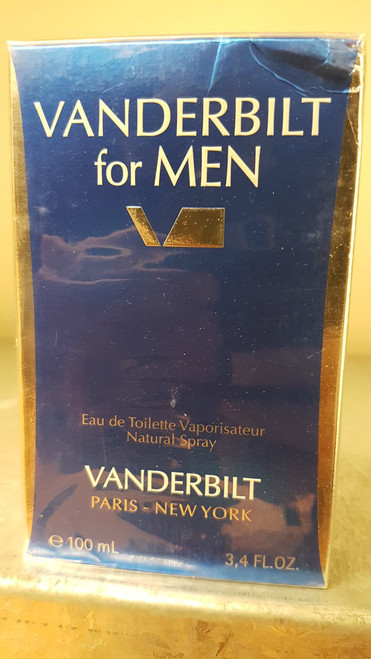 VANDERBILT
for MEN
Eau de Toilette Vaporisateur
Natural Spray
VANDERBILT
PARIS - NEW YORK
℮ 100 mL
3,4 FL.OZ.